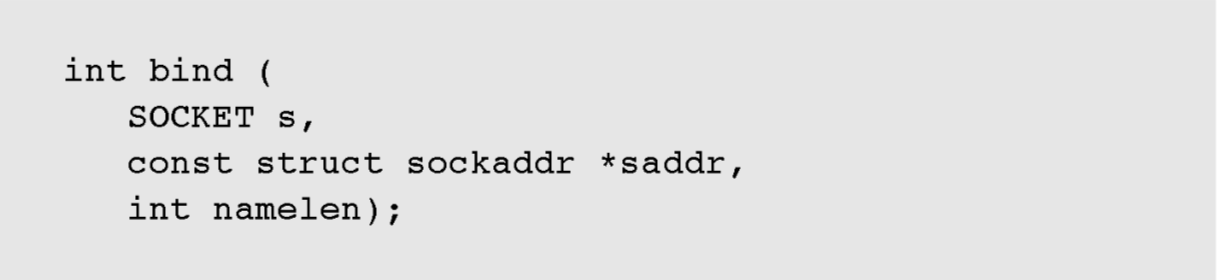 int bind (
SOCKET s,
const struct sockaddr *saddr,
int namelen);